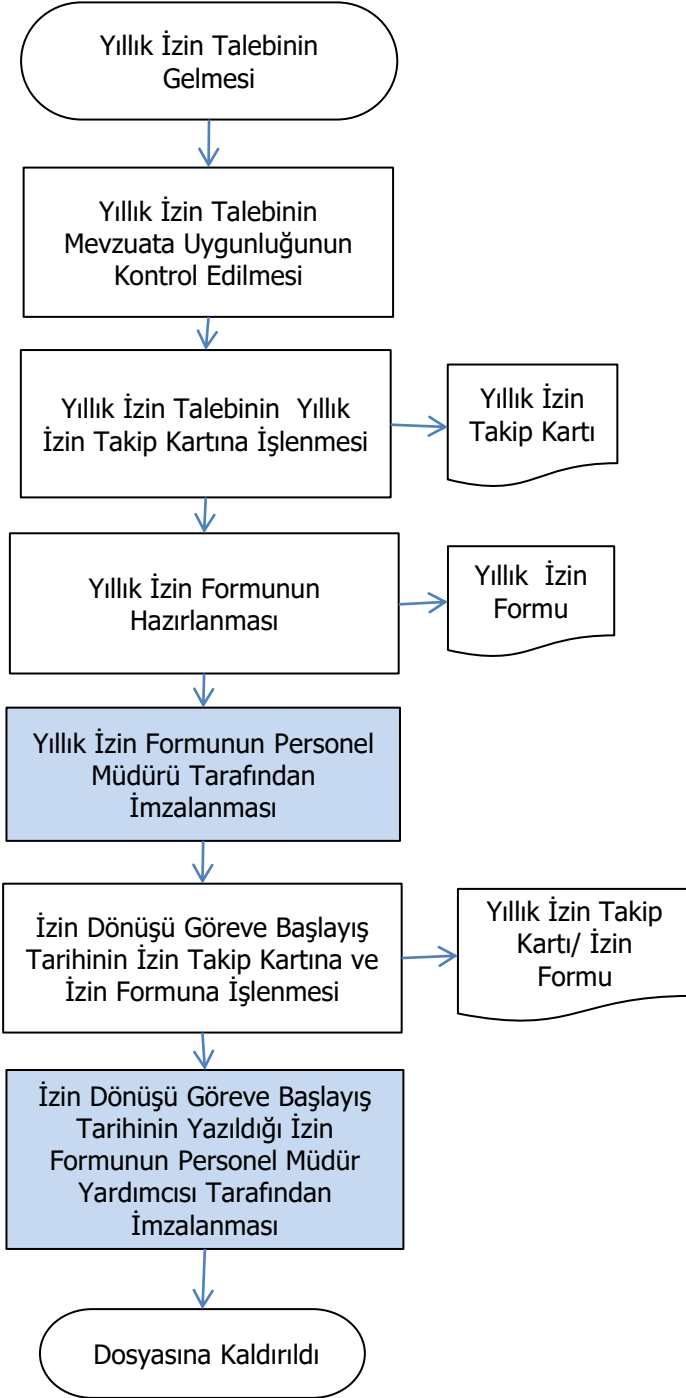 Yıllık İzin Talebinin
Gelmesi
Yıllık İzin Talebinin
Mevzuata Uygunluğunun
Kontrol Edilmesi
Yıllık İzin Talebinin  Yıllık
İzin Takip Kartına İşlenmesi
Yıllık İzin
Takip Kartı
Yıllık İzin Formunun
Hazırlanması
Yıllık  İzin
Formu
Yıllık İzin Formunun Personel
Müdürü Tarafından
İmzalanması
İzin Dönüşü Göreve Başlayış
Tarihinin İzin Takip Kartına ve
İzin Formuna İşlenmesi
Yıllık İzin Takip
Kartı/ İzin
Formu
İzin Dönüşü Göreve Başlayış
Tarihinin Yazıldığı İzin
Formunun Personel Müdür
Yardımcısı Tarafından
İmzalanması
Dosyasına Kaldırıldı